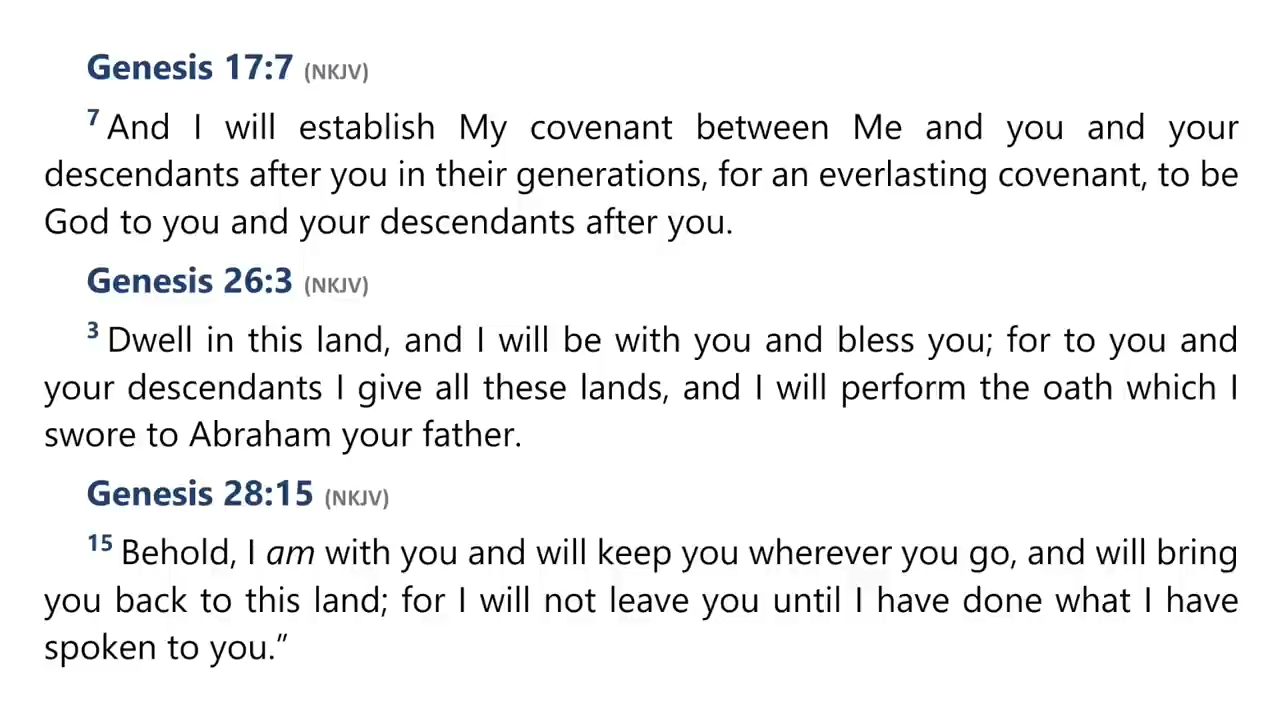 Genesis 17:7 (NKJV)
7 And I will establish My covenant between Me and you and your
descendants after you in their generations, for an everlasting covenant, to be
God to you and your descendants after you.
Genesis 26:3 (NKJV)
3 Dwell in this land, and I will be with you and bless you; for to you and
your descendants I give all these lands, and I will perform the oath which I
swore to Abraham your father.
Genesis 28:15 (NKJV)
15 Behold, I am with you and will keep you wherever you go, and will bring
you back to this land; for I will not leave you until I have done what I have
spoken to you.”